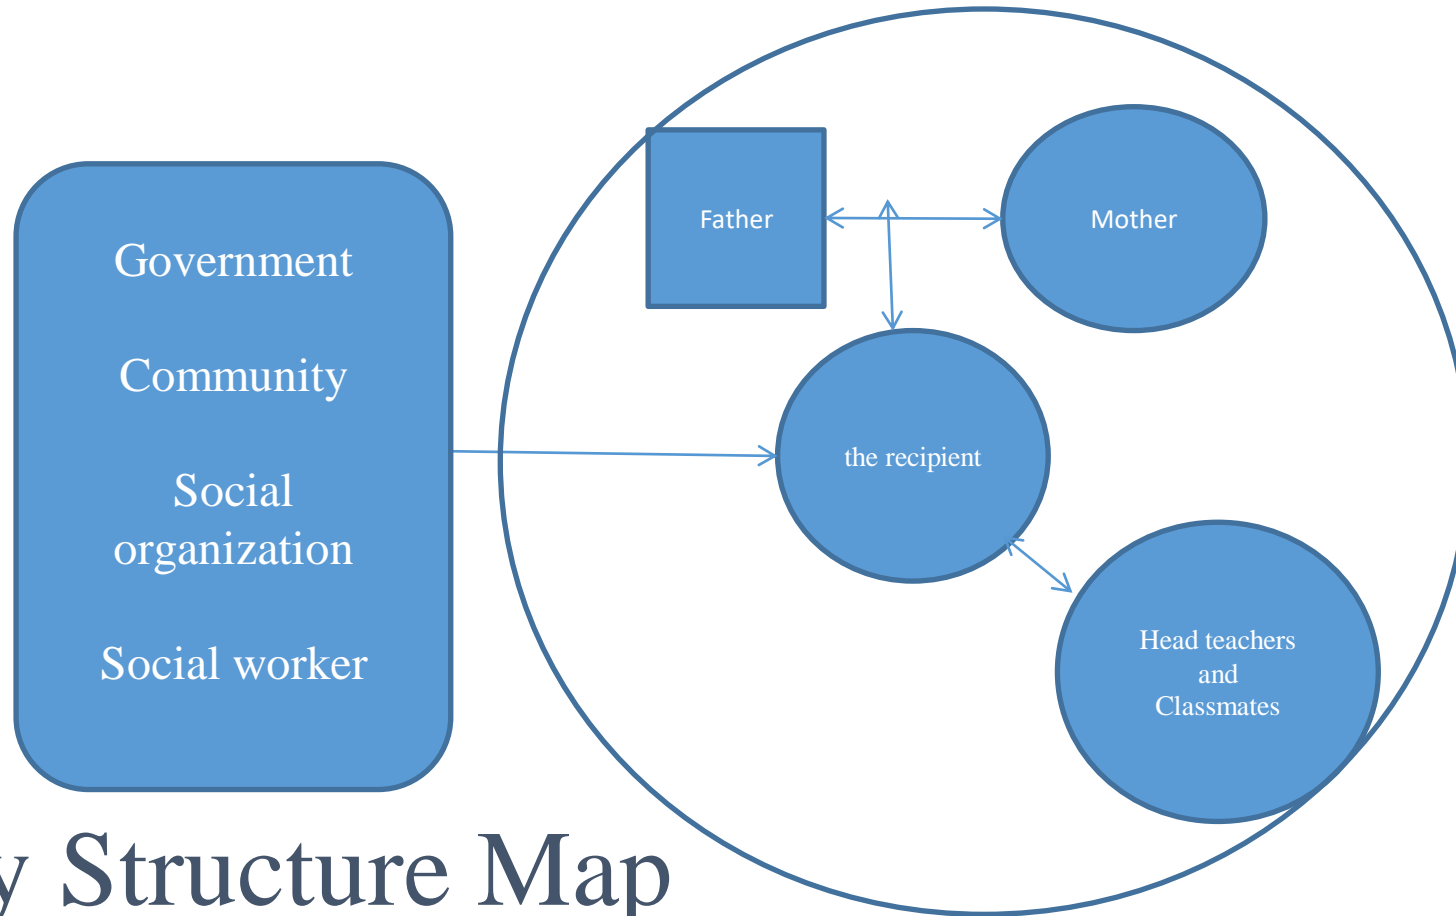 Government
Community
Social
organization
Social worker
Father
Mother
the recipient
Head teachers
and
Classmates
y Structure Map